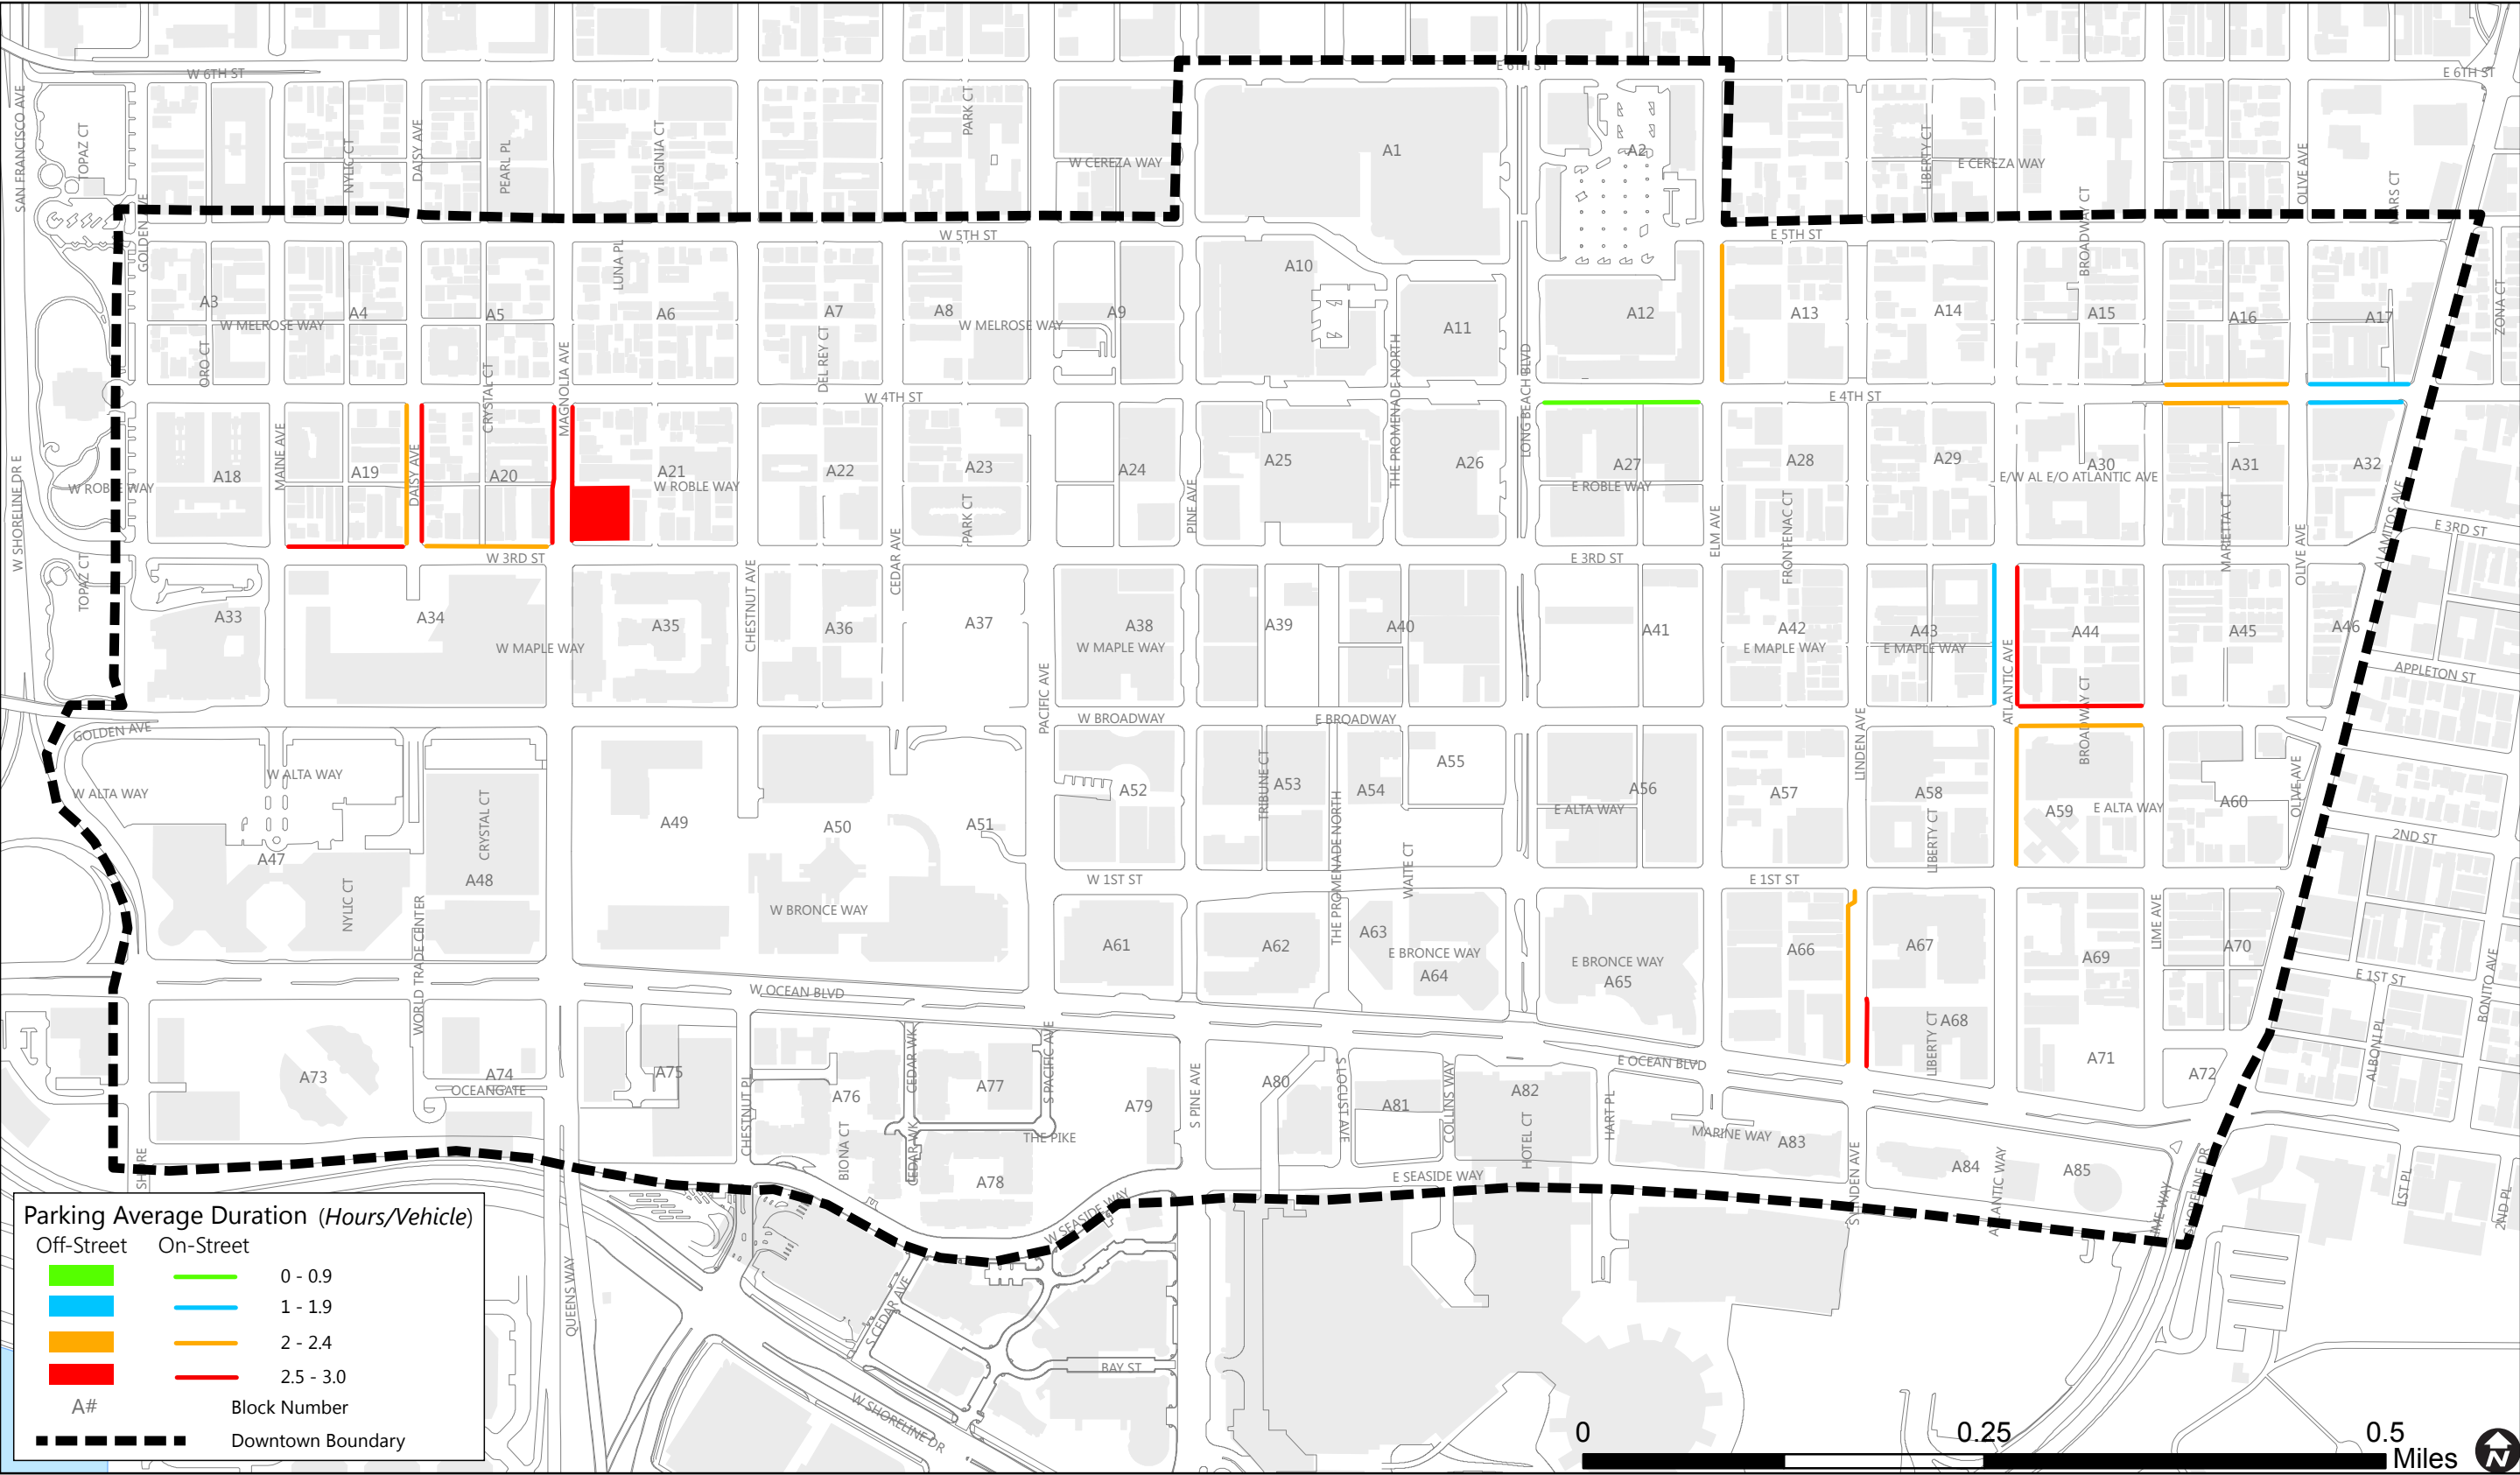 W 6TH ST
E 6TH ST
E 6TH ST
SAN FRANCISCO AVE
TOPAZ CT
NYLIC CT
DAISY AVE
PEARL PL
VIRGINIA CT
PARK CT
W CEREZA WAY
A1
A2
LIBERTY CT
E CEREZA WAY
OLIVE AVE
MARS CT
GOLDEN AVE
W 5TH ST
E 5TH ST
BROADWAY CT
LUNA PL
A10
ZONA CT
A3
A4
A5
A6
A7
A8
A9
A11
A12
A13
A14
A15
A16
A17
W MELROSE WAY
W MELROSE WAY
ORO CT
CRYSTAL CT
MAGNOLIA AVE
DEL REY CT
THE PROMENADE NORTH
LONG BEACH BLVD
W 4TH ST
E 4TH ST
MAINE AVE
DAISY AVE
A18
A19
A20
A21
A22
A23
A24
A25
A26
A27
A28
A29
A30
A31
A32
W ROBLE WAY
W ROBLE WAY
E ROBLE WAY
E/W AL E/O ATLANTIC AVE
W SHORELINE DR E
PINE AVE
PARK CT
CEDAR AVE
ELM AVE
FRONTENAC CT
MARIETTA CT
OLIVE AVE
ALAMITOS AVE
E 3RD ST
W 3RD ST
E 3RD ST
TOPAZ CT
CHESTNUT AVE
A33
A34
A35
A36
A37
A38
A39
A40
A41
A42
A43
A44
A45
A46
W MAPLE WAY
W MAPLE WAY
E MAPLE WAY
E MAPLE WAY
PACIFIC AVE
ATLANTIC AVE
BROADWAY CT
APPLETON ST
W BROADWAY
E BROADWAY
GOLDEN AVE
LINDEN AVE
W ALTA WAY
W ALTA WAY
CRYSTAL CT
TRIBUNE CT
THE PROMENADE NORTH
A52
A53
A54
A55
A56
A57
A58
A59
A60
E ALTA WAY
E ALTA WAY
OLIVE AVE
2ND ST
A47
A48
A49
A50
A51
WAITE CT
LIBERTY CT
W 1ST ST
E 1ST ST
NYLIC CT
WORLD TRADE CENTER
W BRONCE WAY
E BRONCE WAY
E BRONCE WAY
A61
A62
A63
A64
A65
A66
A67
A68
A69
A70
LIME AVE
BONITO AVE
E 1ST ST
W OCEAN BLVD
E OCEAN BLVD
LIBERTY CT
ALBONI PL
A71
A72
A73
A74
OCEANGATE
A75
A76
A77
A78
A79
A80
A81
A82
A83
A84
A85
CHESTNUT PL
CEDAR WK
CEDAR WK
S PACIFIC AVE
BIONA CT
THE PIKE
S PINE AVE
S LOCUST AVE
COLLINS WAY
HOTEL CT
HART PL
MARINE WAY
S LINDEN AVE
ATLANTIC WAY
LIME WAY
SHORELINE DR
1ST PL
2ND PL
E SEASIDE WAY
W SEASIDE WAY
SHORE
QUEENS WAY
S CEDAR AVE
BAY ST
W SHORELINE DR
Parking Average Duration (Hours/Vehicle)
Off-Street On-Street
0 - 0.9
1 - 1.9
2 - 2.4
2.5 - 3.0
A# Block Number
Downtown Boundary
0 0.25 0.5
Miles
N